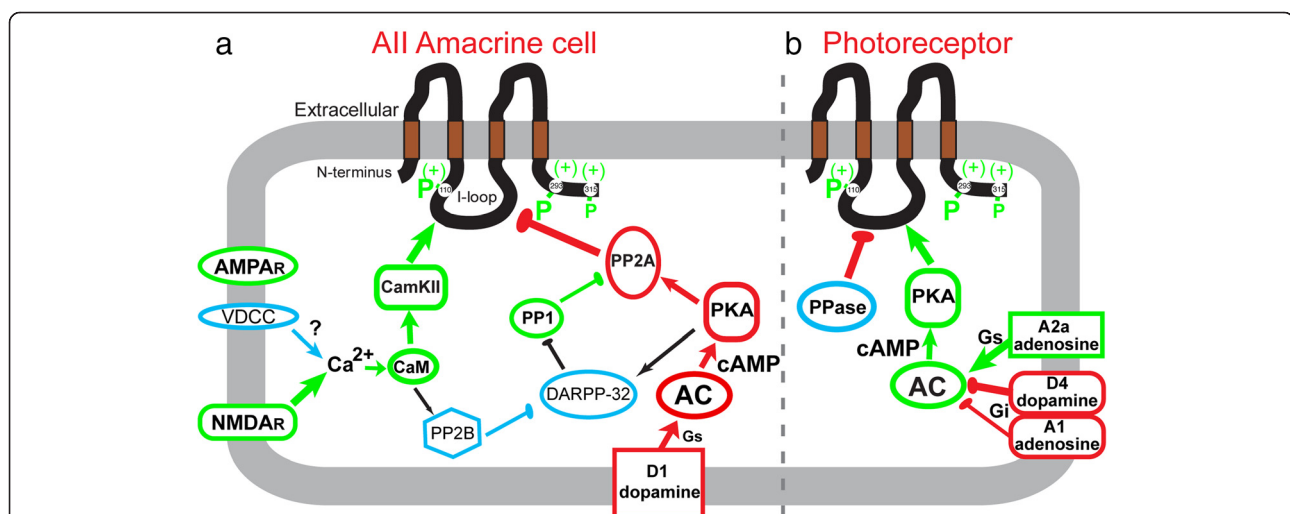 a
AII Amacrine cell
b
Photoreceptor
Extracellular
N-terminus
(+)
P
110
I-loop
(+)
(+)
293
315
P
P
(+)
P
110
(+)
(+)
293
315
P
P
AMPAR
VDCC
?
Ca2+
NMDAR
CamKII
CaM
PP2B
PP1
PP2A
DARPP-32
PKA
cAMP
AC
Gs
D1
dopamine
PPase
PKA
cAMP
AC
Gs
Gi
A2a
adenosine
D4
dopamine
A1
adenosine